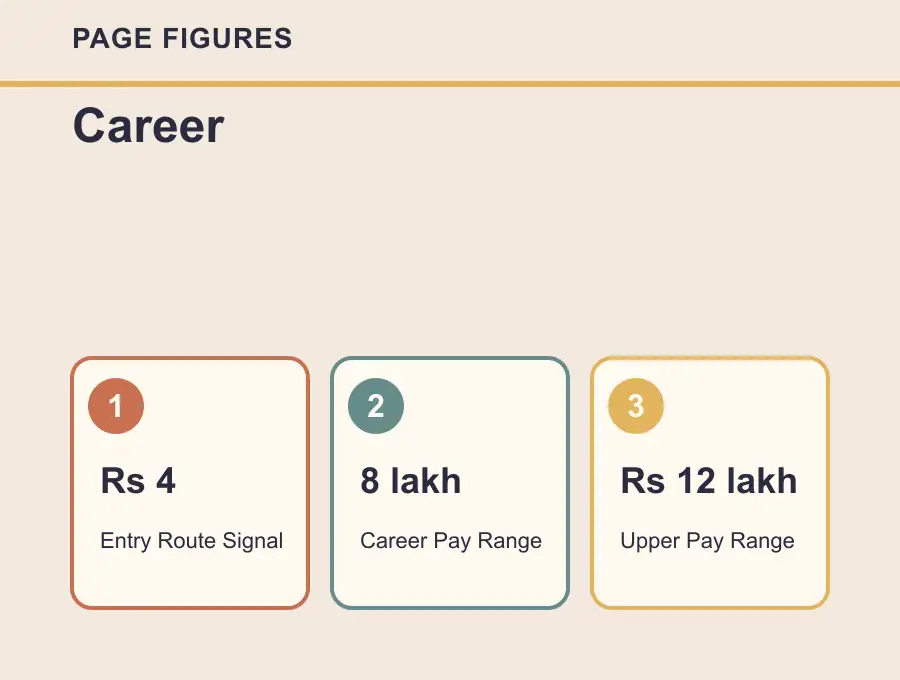 PAGE FIGURES
Career
1
Rs 4
Entry Route Signal
2
8 lakh
Career Pay Range
3
Rs 12 lakh
Upper Pay Range